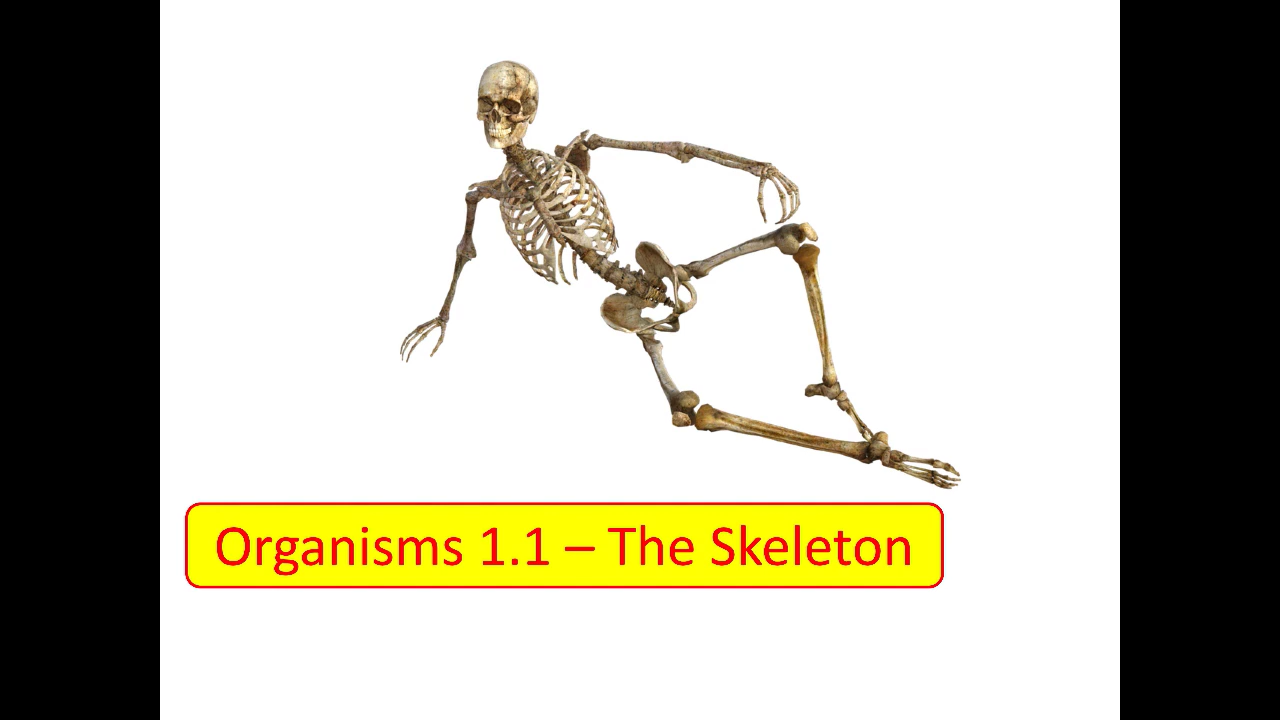 Organisms 1.1 – The Skeleton